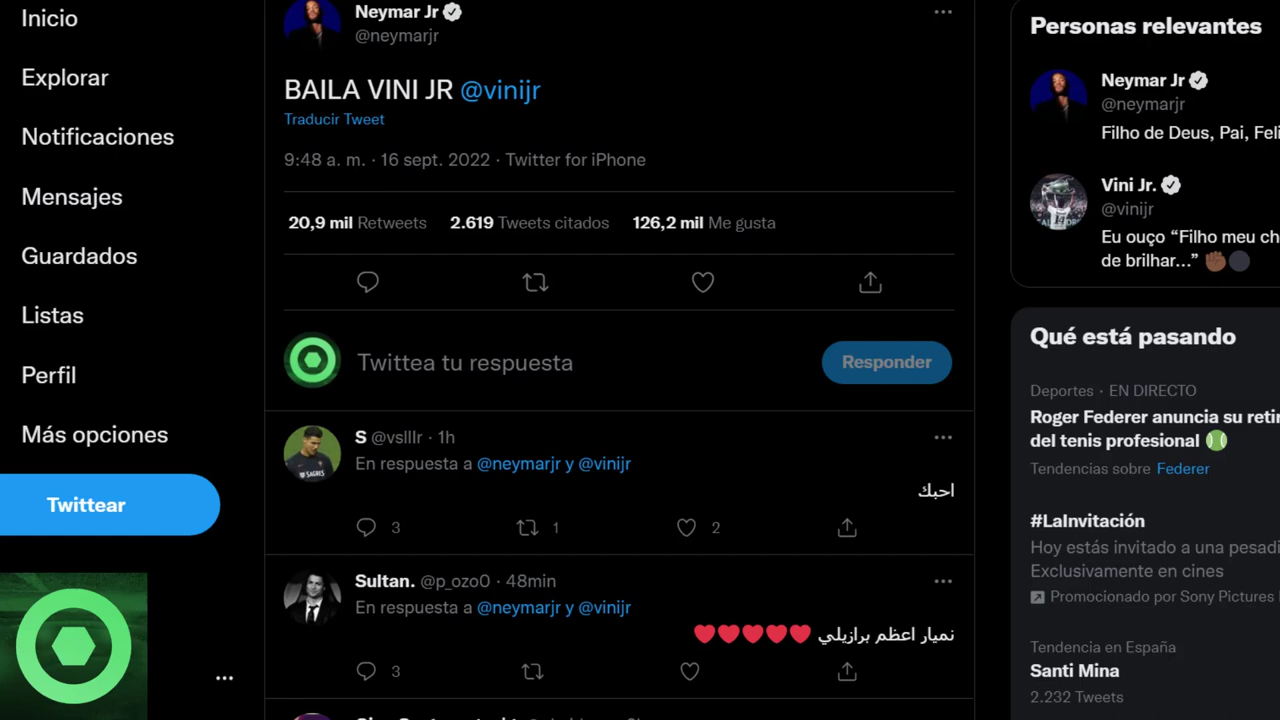 Inicio
Explorar
Notificaciones
Mensajes
Guardados
Listas
Perfil
Más opciones
Twittear
Neymar Jr
@neymarjr
BAILA VINI JR @vinijr
Traducir Tweet
9:48 a. m. · 16 sept. 2022 · Twitter for iPhone
20,9 mil Retweets 2.619 Tweets citados 126,2 mil Me gusta
Twittea tu respuesta
Responder
S @vslllr · 1h
En respuesta a @neymarjr y @vinijr
احبك
3 1 2
Sultan. @p_ozo0 · 48min
En respuesta a @neymarjr y @vinijr
نميار اعظم برازيلي ❤❤❤❤❤
3
Personas relevantes
Neymar Jr
@neymarjr
Filho de Deus, Pai, Feli
Vini Jr.
@vinijr
Eu ouço “Filho meu ch
de brilhar...” ✊🏾🌑
Qué está pasando
Deportes · EN DIRECTO
Roger Federer anuncia su reti
del tenis profesional 🎾
Tendencias sobre Federer
#LaInvitación
Hoy estás invitado a una pesadi
Exclusivamente en cines
Promocionado por Sony Pictures
Tendencia en España
Santi Mina
2.232 Tweets